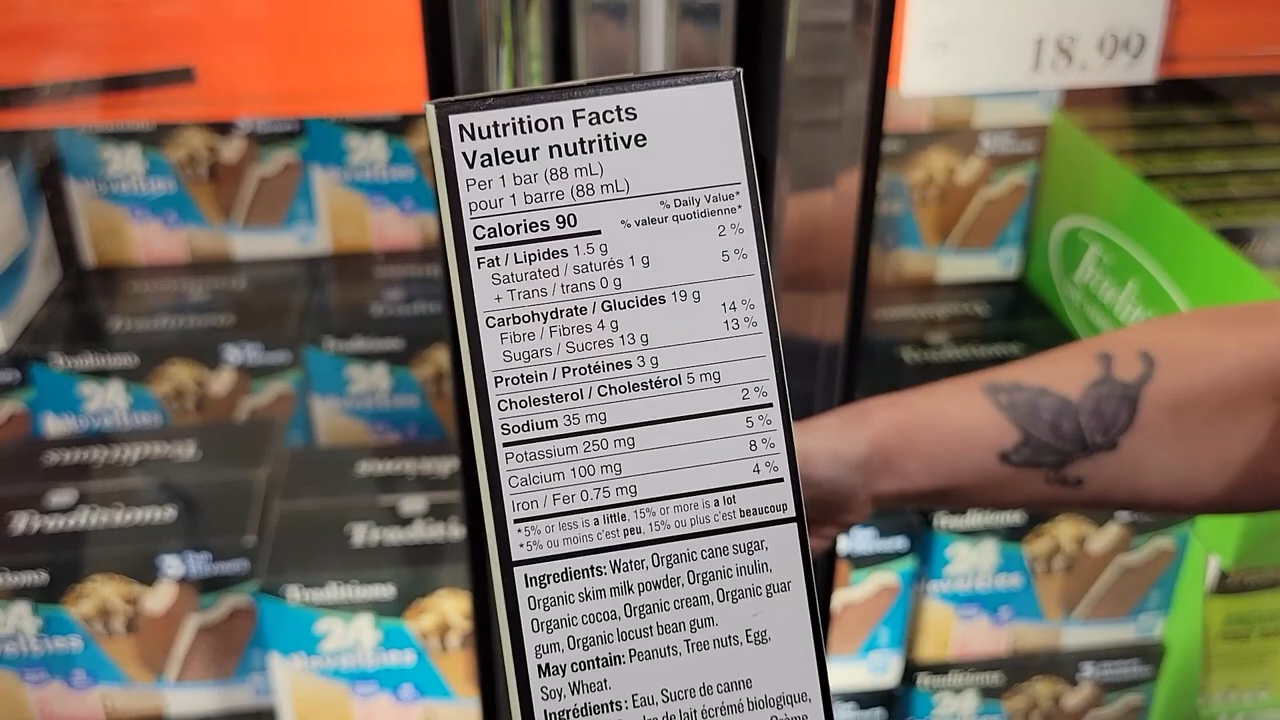 18.99
Nutrition Facts
Valeur nutritive
Per 1 bar (88 mL)
pour 1 barre (88 mL)
% Daily Value*
% valeur quotidienne*
Calories 90
Fat / Lipides 1.5 g 2 %
Saturated / saturés 1 g 5 %
+ Trans / trans 0 g
Carbohydrate / Glucides 19 g
Fibre / Fibres 4 g 14 %
Sugars / Sucres 13 g 13 %
Protein / Protéines 3 g
Cholesterol / Cholestérol 5 mg
Sodium 35 mg 2 %
Potassium 250 mg 5 %
Calcium 100 mg 8 %
Iron / Fer 0.75 mg 4 %
*5% or less is a little, 15% or more is a lot
*5% ou moins c'est peu, 15% ou plus c'est beaucoup
Ingredients: Water, Organic cane sugar,
Organic skim milk powder, Organic inulin,
Organic cocoa, Organic cream, Organic guar
gum, Organic locust bean gum.
May contain: Peanuts, Tree nuts, Egg,
Soy, Wheat.
Ingrédients: Eau, Sucre de canne
de lait écrémé biologique,
Traditions
Traditions
24
Novelties
Traditions
24